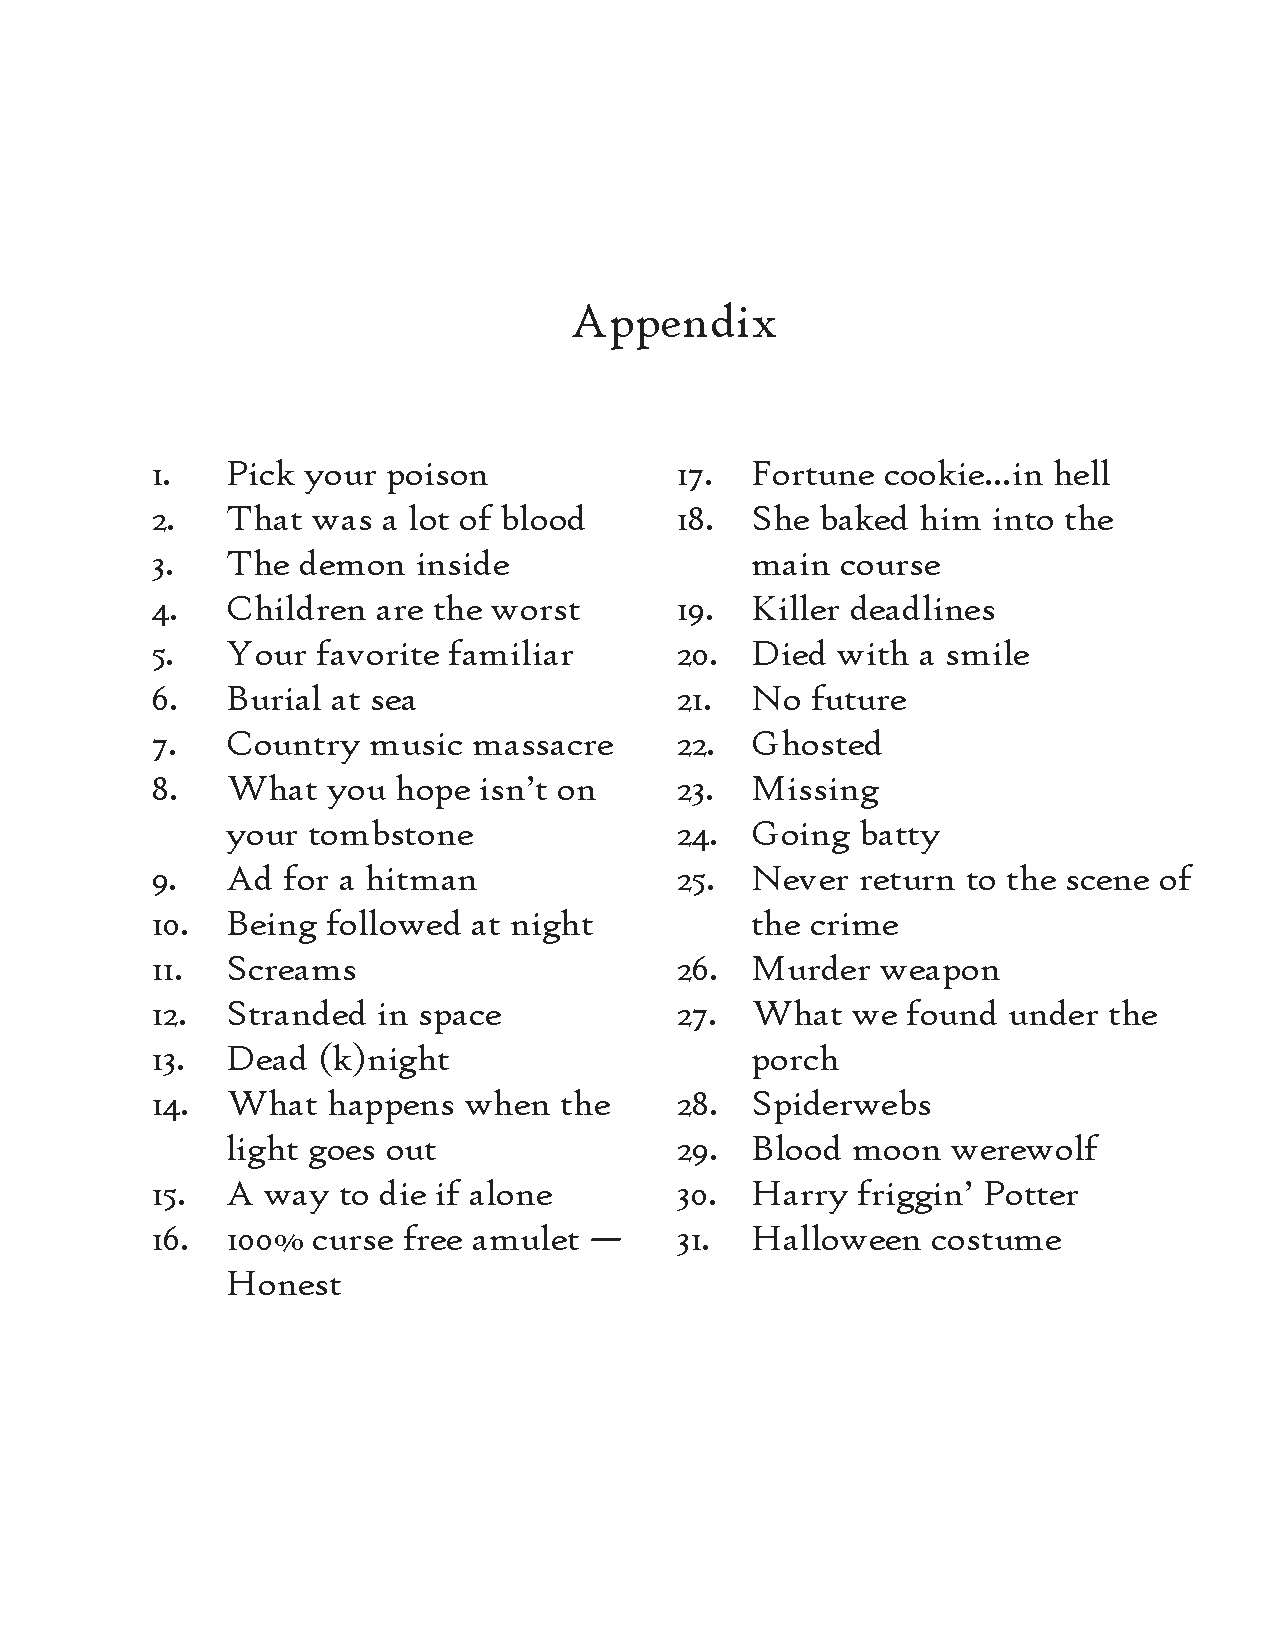 Appendix
1. Pick your poison
2. That was a lot of blood
3. The demon inside
4. Children are the worst
5. Your favorite familiar
6. Burial at sea
7. Country music massacre
8. What you hope isn’t on
your tombstone
9. Ad for a hitman
10. Being followed at night
11. Screams
12. Stranded in space
13. Dead (k)night
14. What happens when the
light goes out
15. A way to die if alone
16. 100% curse free amulet —
Honest
17. Fortune cookie...in hell
18. She baked him into the
main course
19. Killer deadlines
20. Died with a smile
21. No future
22. Ghosted
23. Missing
24. Going batty
25. Never return to the scene of
the crime
26. Murder weapon
27. What we found under the
porch
28. Spiderwebs
29. Blood moon werewolf
30. Harry friggin’ Potter
31. Halloween costume